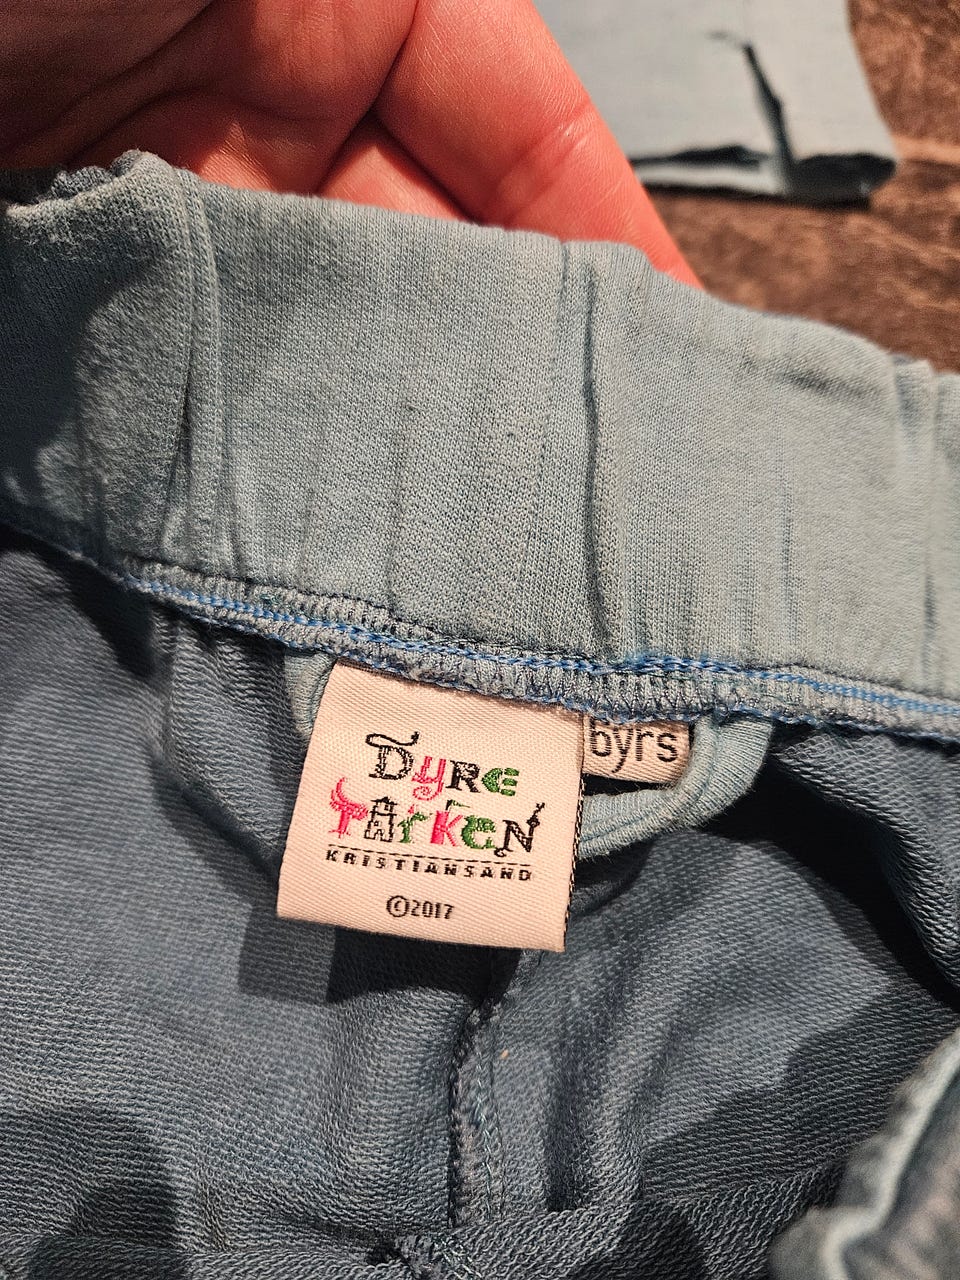 DYRE
PARKEN
KRISTIANSAND
©2017
6yrs